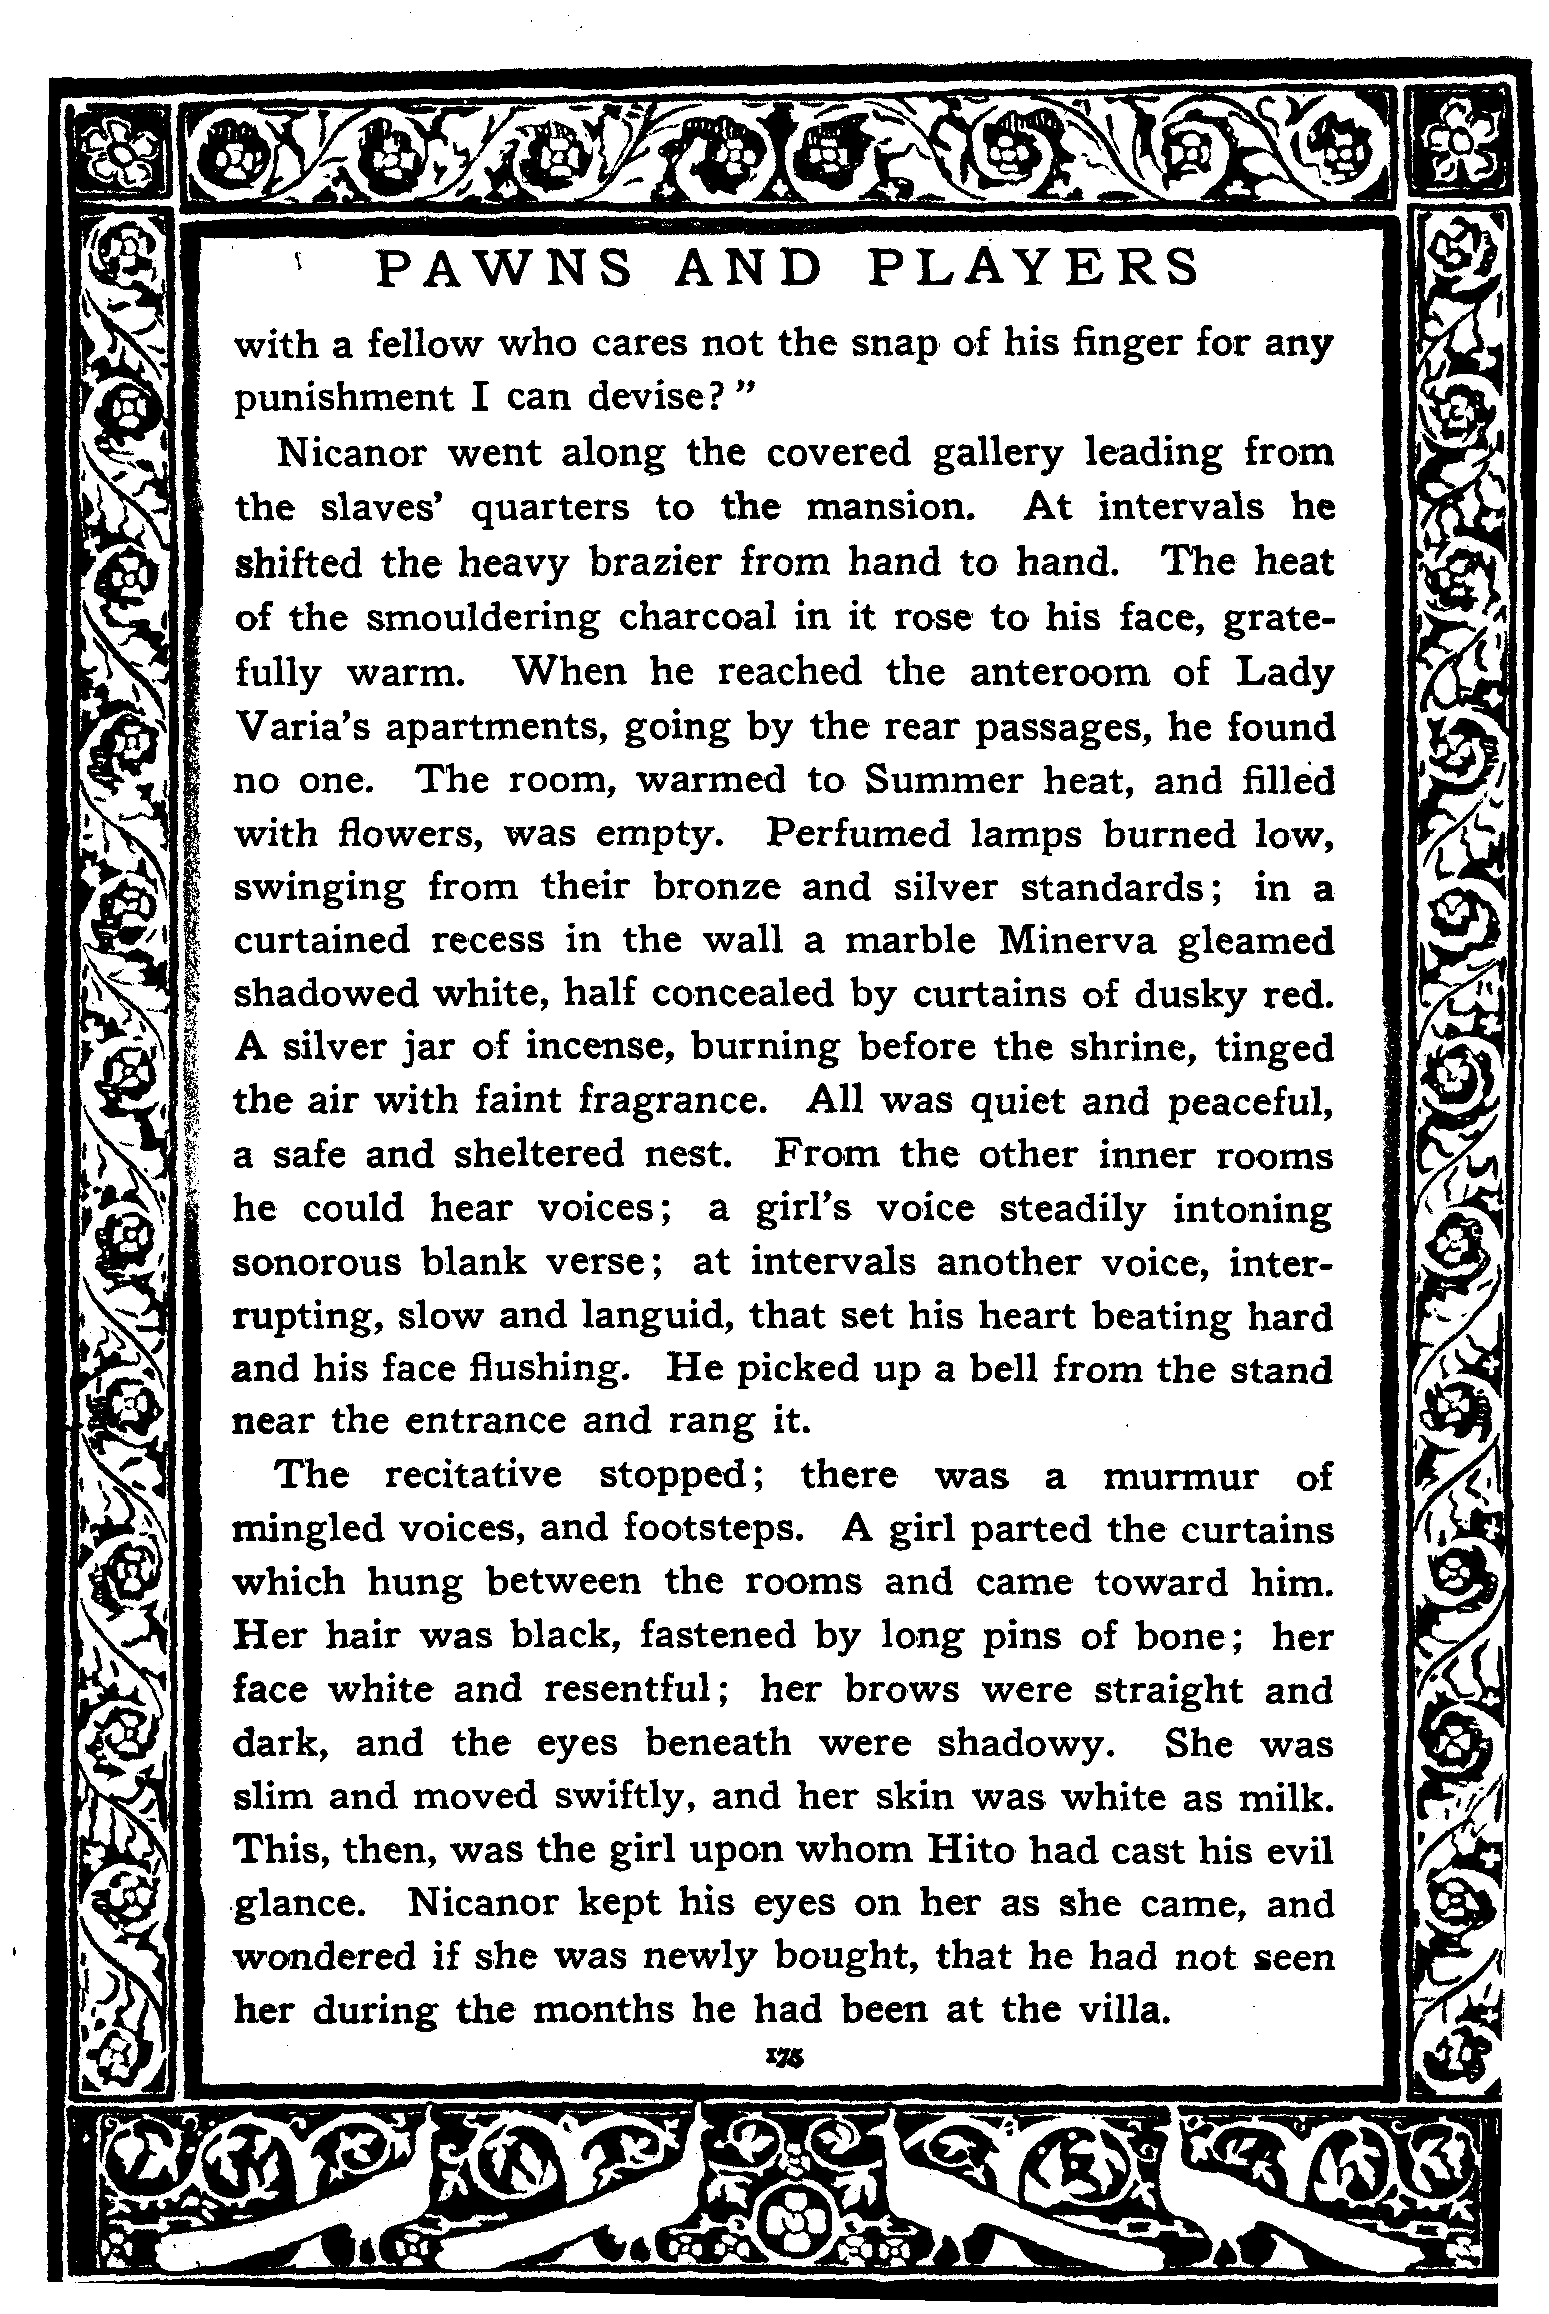 PAWNS AND PLAYERS
with a fellow who cares not the snap of his finger for any
punishment I can devise?"
Nicanor went along the covered gallery leading from
the slaves' quarters to the mansion. At intervals he
shifted the heavy brazier from hand to hand. The heat
of the smouldering charcoal in it rose to his face, grate-
fully warm. When he reached the anteroom of Lady
Varia's apartments, going by the rear passages, he found
no one. The room, warmed to Summer heat, and filled
with flowers, was empty. Perfumed lamps burned low,
swinging from their bronze and silver standards; in a
curtained recess in the wall a marble Minerva gleamed
shadowed white, half concealed by curtains of dusky red.
A silver jar of incense, burning before the shrine, tinged
the air with faint fragrance. All was quiet and peaceful,
a safe and sheltered nest. From the other inner rooms
he could hear voices; a girl's voice steadily intoning
sonorous blank verse; at intervals another voice, inter-
rupting, slow and languid, that set his heart beating hard
and his face flushing. He picked up a bell from the stand
near the entrance and rang it.
The recitative stopped; there was a murmur of
mingled voices, and footsteps. A girl parted the curtains
which hung between the rooms and came toward him.
Her hair was black, fastened by long pins of bone; her
face white and resentful; her brows were straight and
dark, and the eyes beneath were shadowy. She was
slim and moved swiftly, and her skin was white as milk.
This, then, was the girl upon whom Hito had cast his evil
glance. Nicanor kept his eyes on her as she came, and
wondered if she was newly bought, that he had not seen
her during the months he had been at the villa.
175